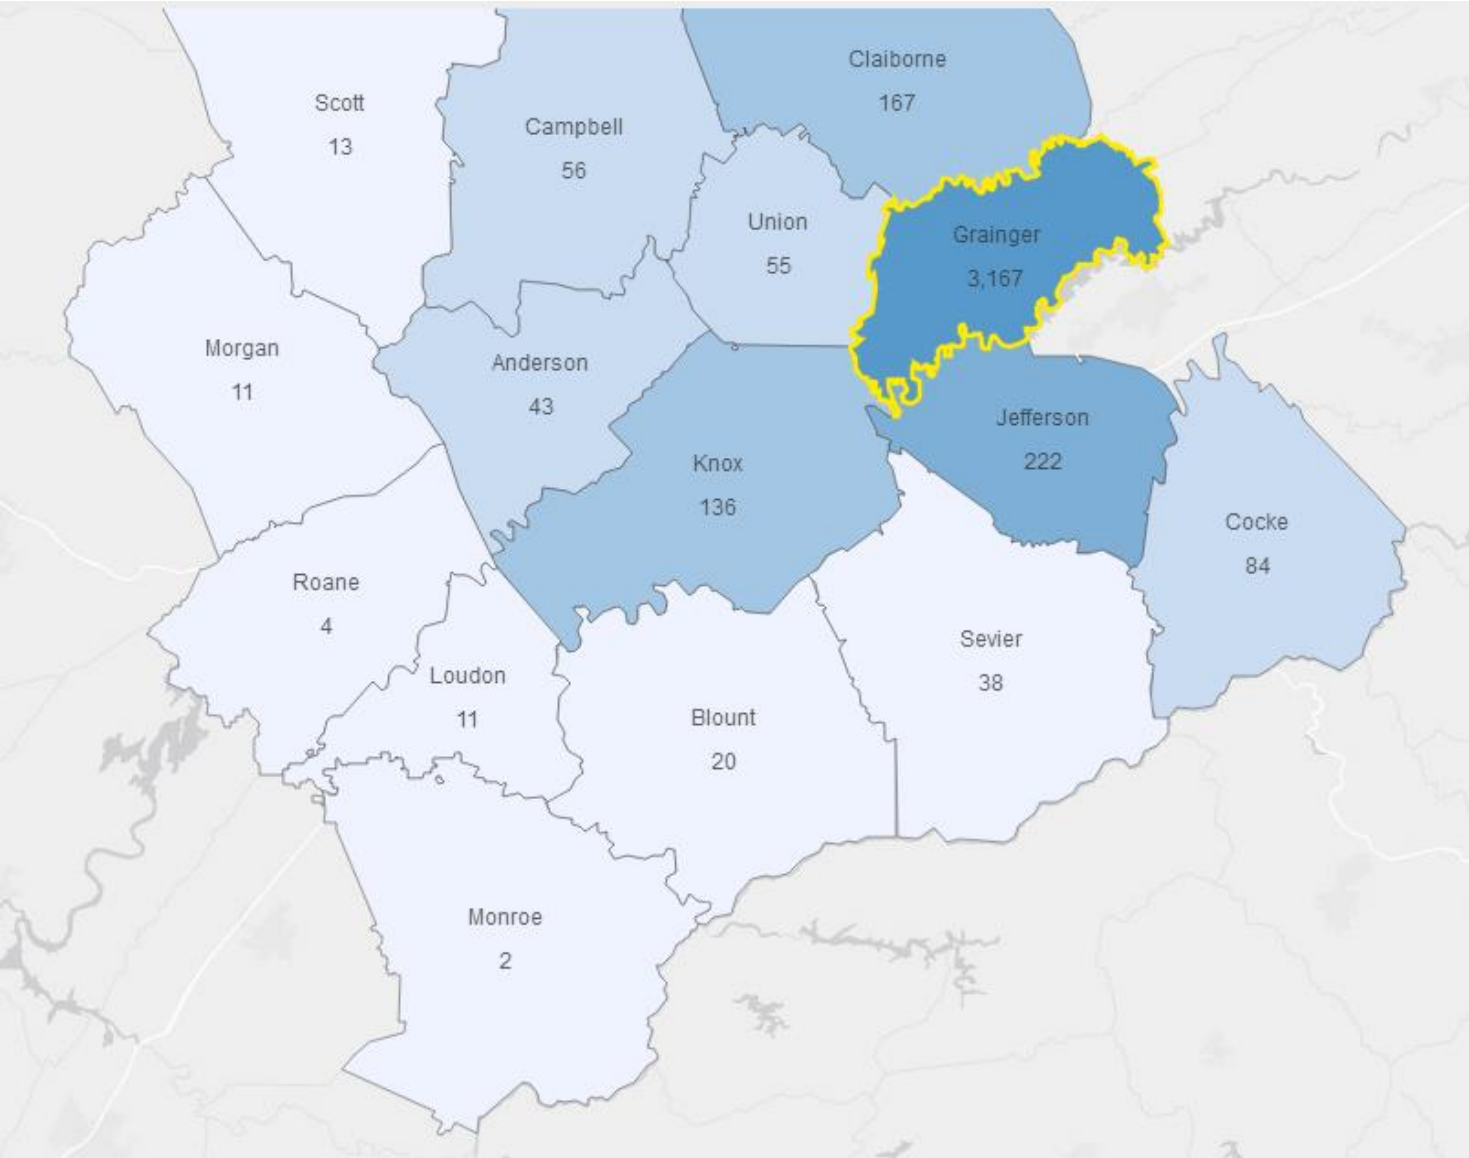 Claiborne
167
Scott
13
Campbell
56
Union
55
Grainger
3,167
Morgan
11
Anderson
43
Jefferson
222
Knox
136
Cocke
84
Roane
4
Sevier
38
Loudon
11
Blount
20
Monroe
2